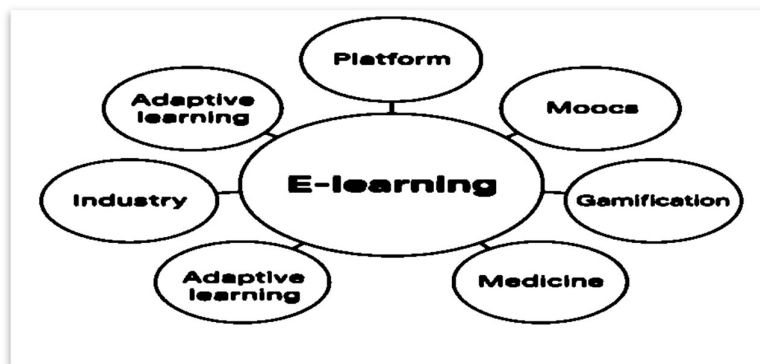 Platform
Adaptive
learning
Moocs
E-learning
Industry
Gamification
Adaptive
learning
Medicine